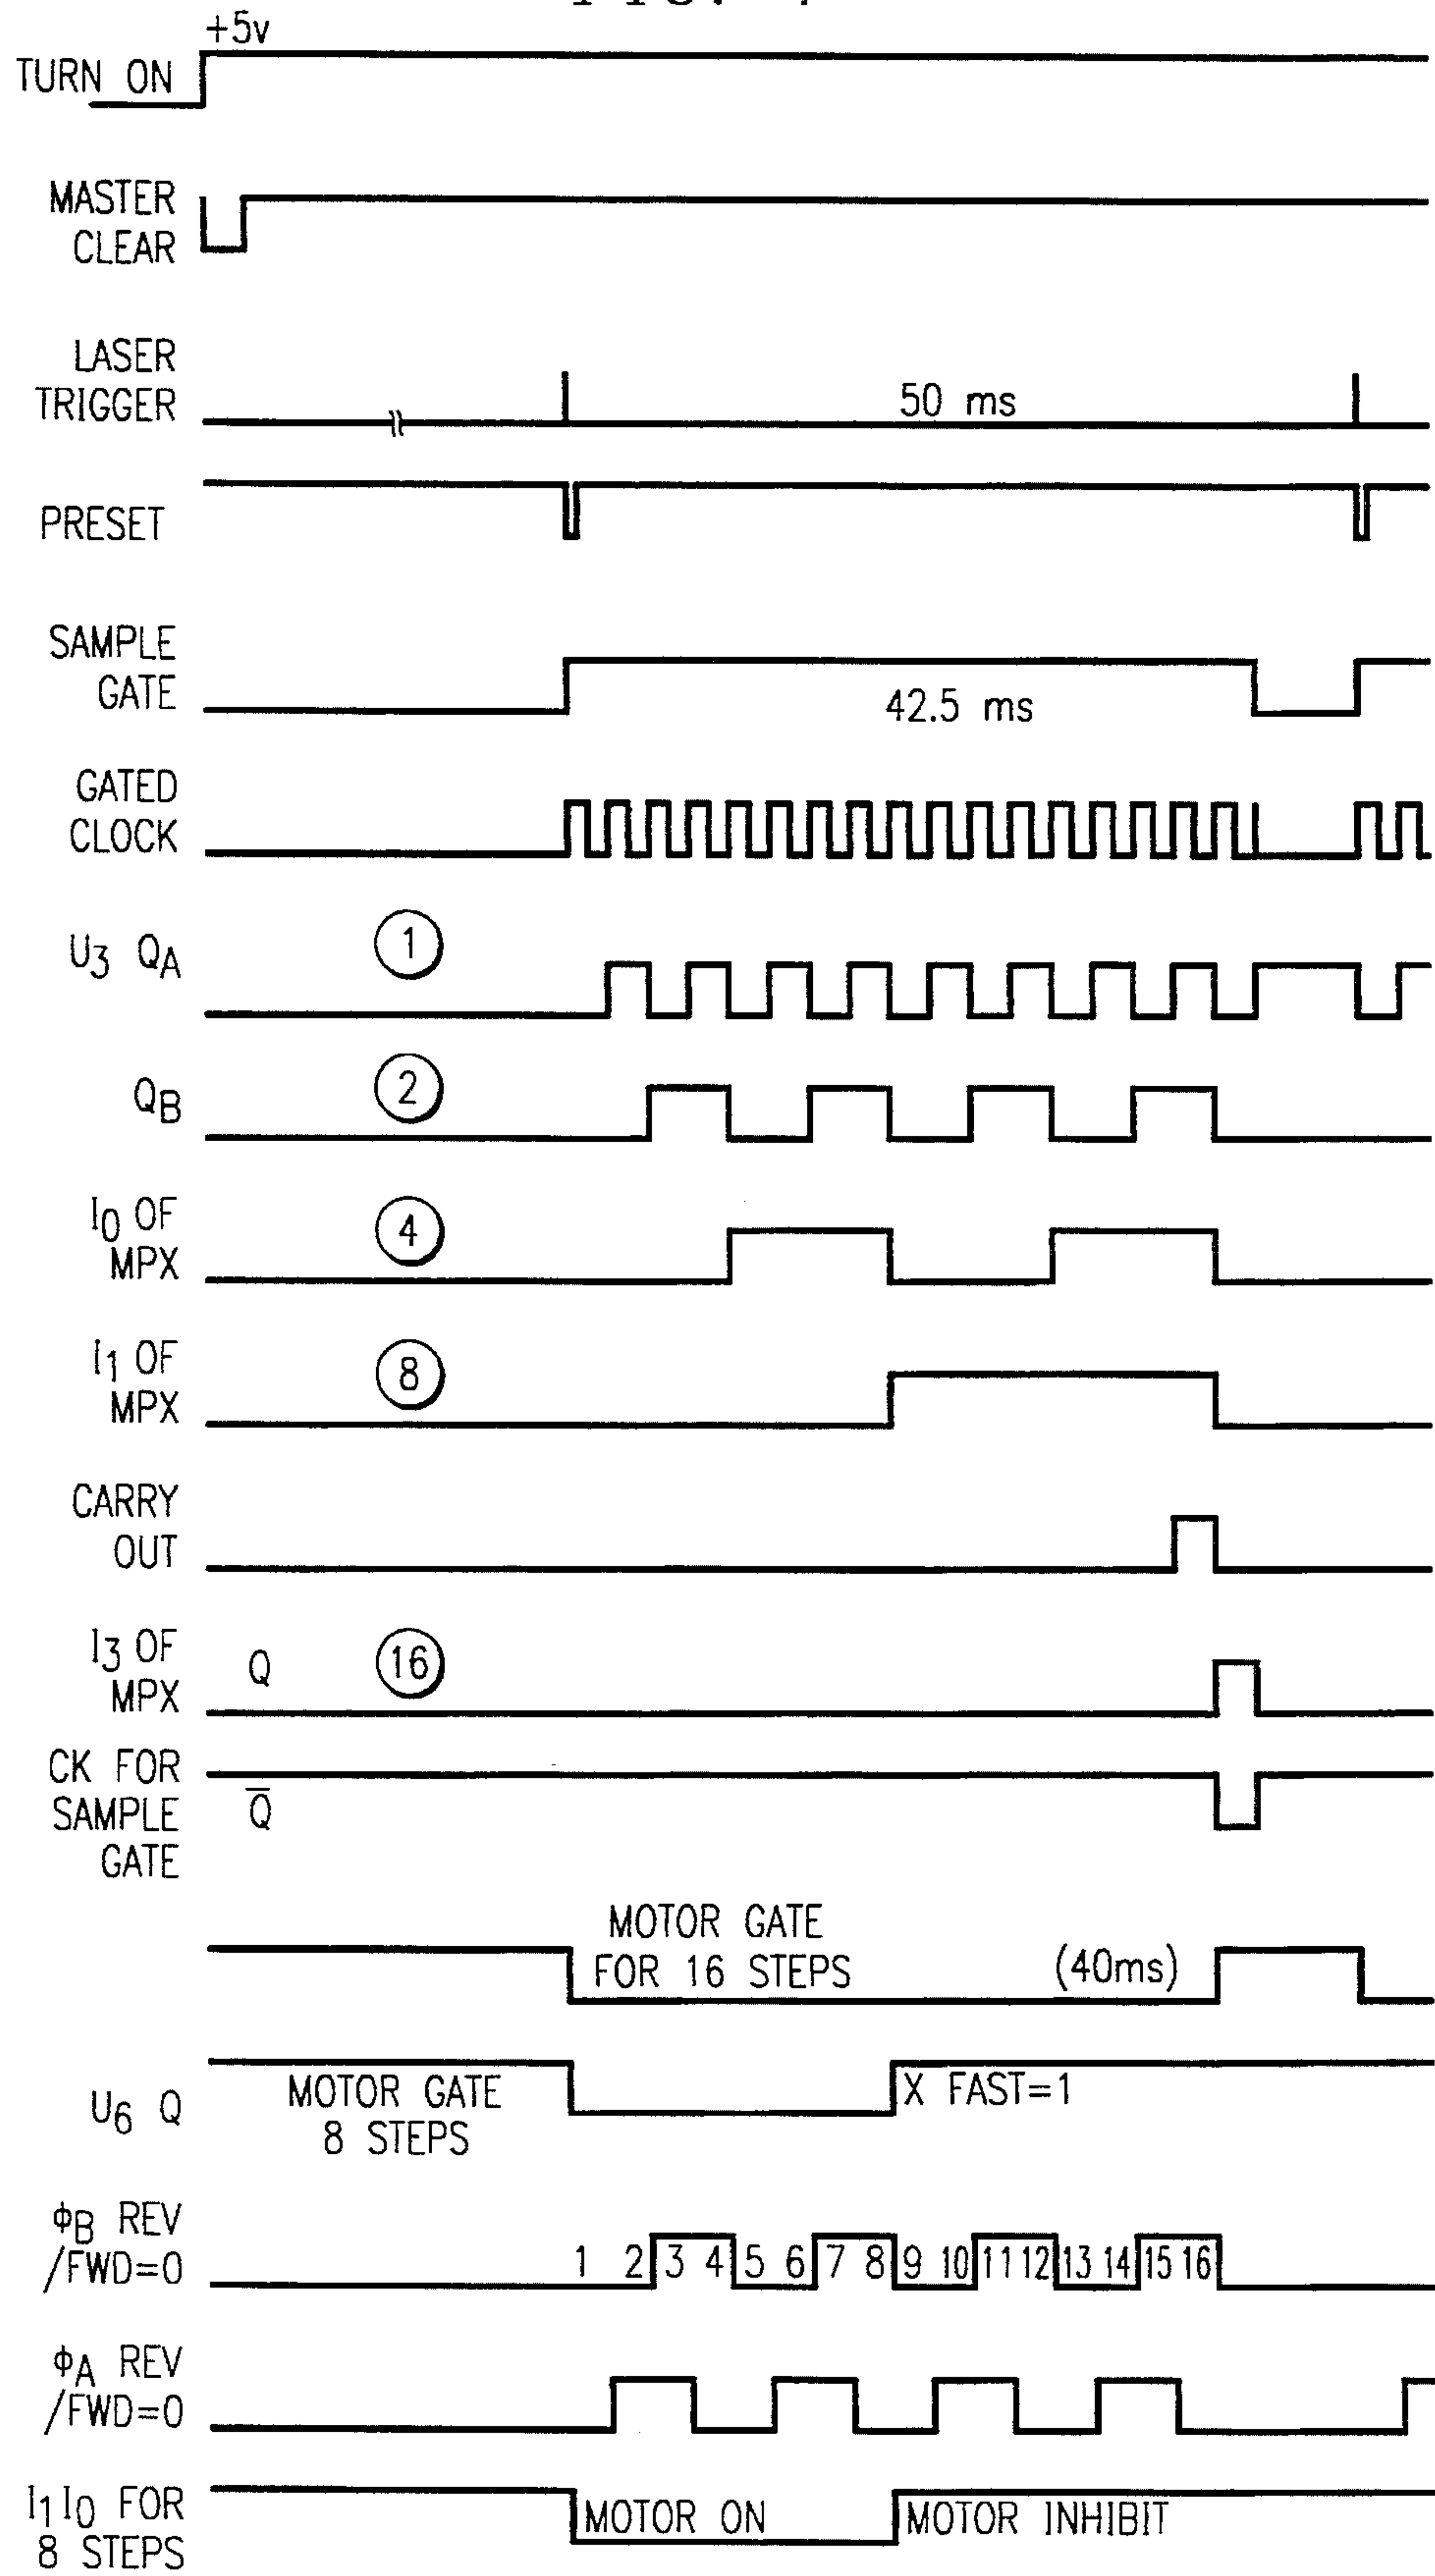 +5v
TURN ON
MASTER
CLEAR
LASER
TRIGGER
50 ms
PRESET
SAMPLE
GATE
42.5 ms
GATED
CLOCK
U3 QA
1
QB
2
I0 OF
MPX
4
I1 OF
MPX
8
CARRY
OUT
I3 OF
MPX
Q
16
CK FOR
SAMPLE
GATE
Q̅
MOTOR GATE
FOR 16 STEPS
(40ms)
U6 Q
MOTOR GATE
8 STEPS
X FAST=1
ΦB REV
/FWD=0
1 2 3 4 5 6 7 8 9 10 11 12 13 14 15 16
ΦA REV
/FWD=0
I1 I0 FOR
8 STEPS
MOTOR ON
MOTOR INHIBIT